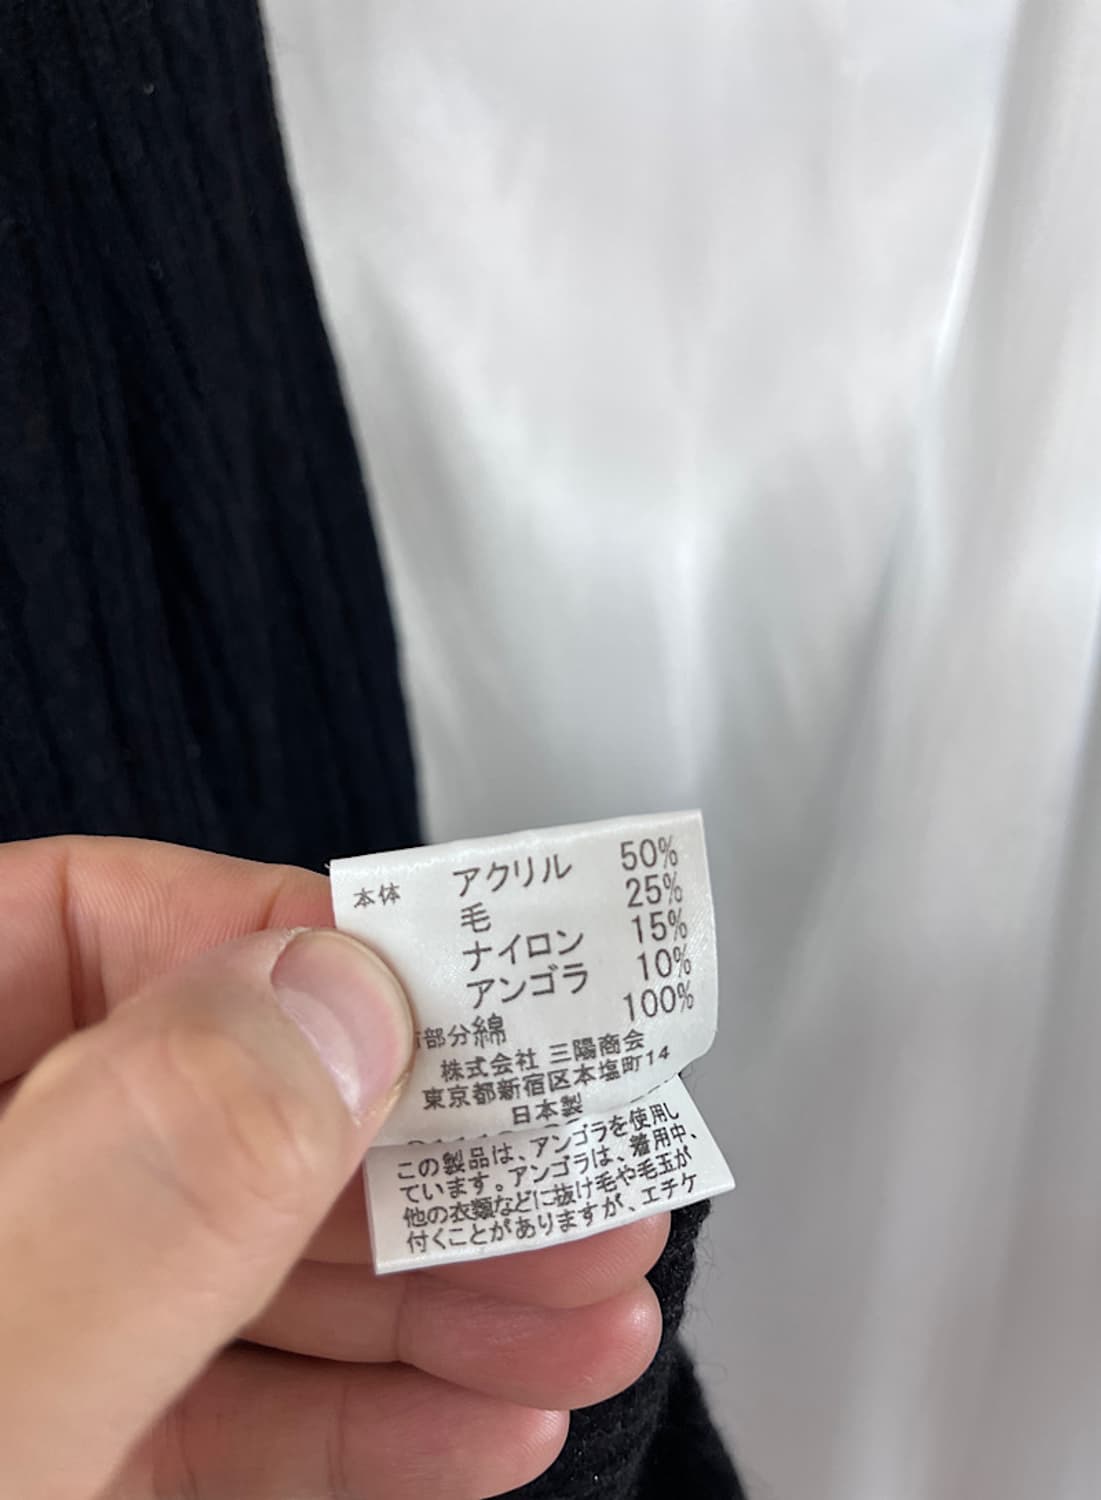 本体 アクリル 50%
毛 25%
ナイロン 15%
アンゴラ 10%
部分綿 100%
株式会社 三陽商会
東京都新宿区本塩町14
日本製
この製品は、アンゴラを使用し
ています。アンゴラは、着用中、
他の衣類などに抜け毛や毛玉が
付くことがありますが、エチケ